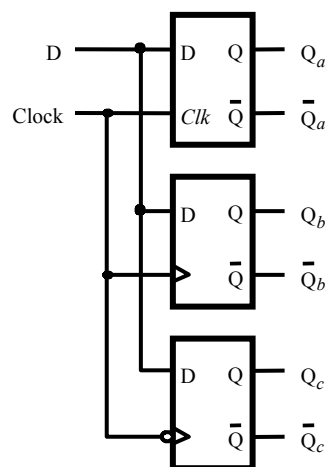 D D Q Q_a
Clock Clk Q̅ Q̅_a
D Q Q_b
Q̅ Q̅_b
D Q Q_c
Q̅ Q̅_c